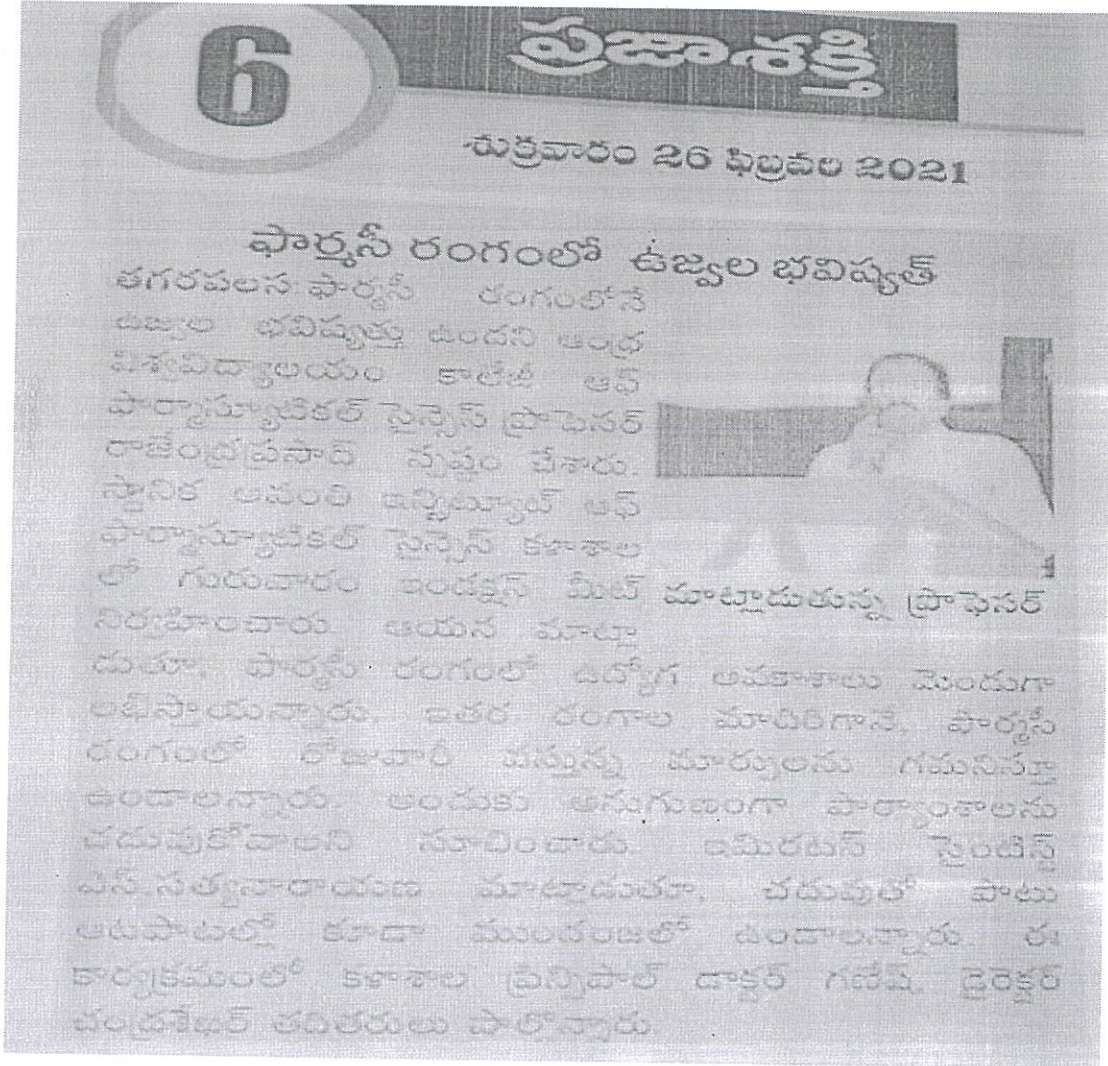 6
ప్రజాశక్తి
శుక్రవారం 26 ఫిబ్రవరి 2021
ఫార్మసీ రంగంలో ఉజ్వల భవిష్యత్
తగరపలస: ఫార్మసీ రంగంలోనే
ఉజ్వల భవిష్యత్తు ఉందని ఆంధ్ర
విశ్వవిద్యాలయం కాలేజీ ఆఫ్
ఫార్మాస్యూటికల్ సైన్సెస్ ప్రొఫెసర్
రాజేంద్రప్రసాద్ స్పష్టం చేశారు.
స్థానిక అవంతి ఇన్స్టిట్యూట్ ఆఫ్
ఫార్మాస్యూటికల్ సైన్సెస్ కళాశాల
లో గురువారం ఇండక్షన్ మీట్
నిర్వహించారు. ఆయన మాట్లా
మాట్లాడుతున్న ప్రొఫెసర్
డుతూ, ఫార్మసీ రంగంలో ఉద్యోగ అవకాశాలు మెండుగా
లభిస్తాయన్నారు. ఇతర రంగాల మాదిరిగానే, ఫార్మసీ
రంగంలో రోజువారీ వస్తున్న మార్పులను గమనిస్తూ
ఉండాలన్నారు. అందుకు అనుగుణంగా పాఠ్యాంశాలను
చదువుకోవాలని సూచించారు. ఇమిరటస్ సైంటిస్ట్
ఎస్.సత్యనారాయణ మాట్లాడుతూ, చదువుతో పాటు
ఆటపాటల్లో కూడా ముందంజలో ఉండాలన్నారు. ఈ
కార్యక్రమంలో కళాశాల ప్రిన్సిపాల్ డాక్టర్ గణేష్, డైరెక్టర్
చంద్రశేఖర్ తదితరులు పాల్గొన్నారు.